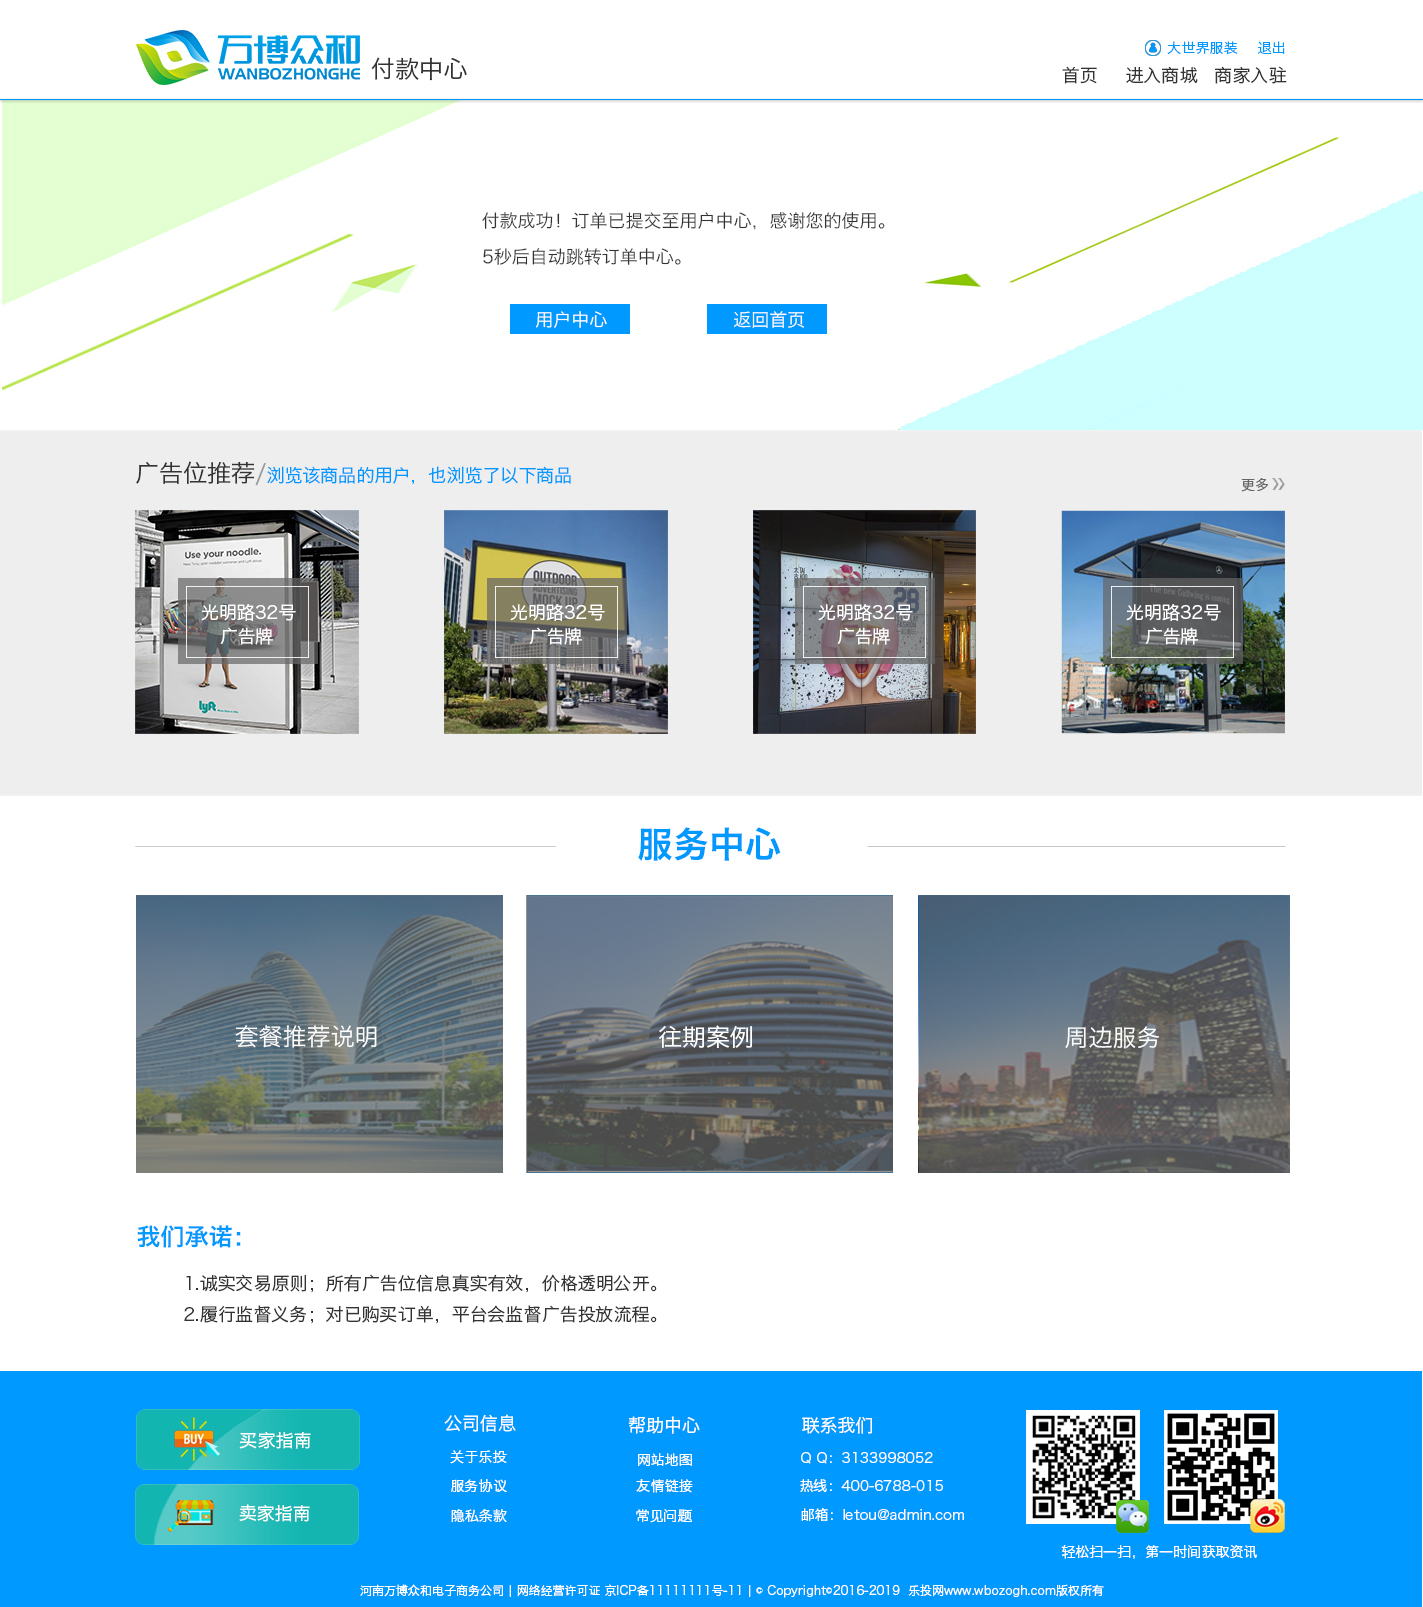 万博众和
WANBOZHONGHE
付款中心
大世界服装 退出
首页 进入商城 商家入驻
付款成功！订单已提交至用户中心，感谢您的使用。
5秒后自动跳转订单中心。
用户中心 返回首页
广告位推荐/浏览该商品的用户，也浏览了以下商品
更多
Use your noodle.
光明路32号
广告牌
lyft
OUTDOOR
ADVERTISING
MOCK UP
光明路32号
广告牌
28
光明路32号
广告牌
光明路32号
广告牌
服务中心
套餐推荐说明 往期案例 周边服务
我们承诺：
1.诚实交易原则；所有广告位信息真实有效，价格透明公开。
2.履行监督义务；对已购买订单，平台会监督广告投放流程。
BUY 买家指南
卖家指南
公司信息
关于乐投
服务协议
隐私条款
帮助中心
网站地图
友情链接
常见问题
联系我们
Q Q：3133998052
热线：400-6788-015
邮箱：letou@admin.com
轻松扫一扫，第一时间获取资讯
河南万博众和电子商务公司 | 网络经营许可证 京ICP备11111111号-11 | © Copyright©2016-2019 乐投网www.wbozogh.com版权所有